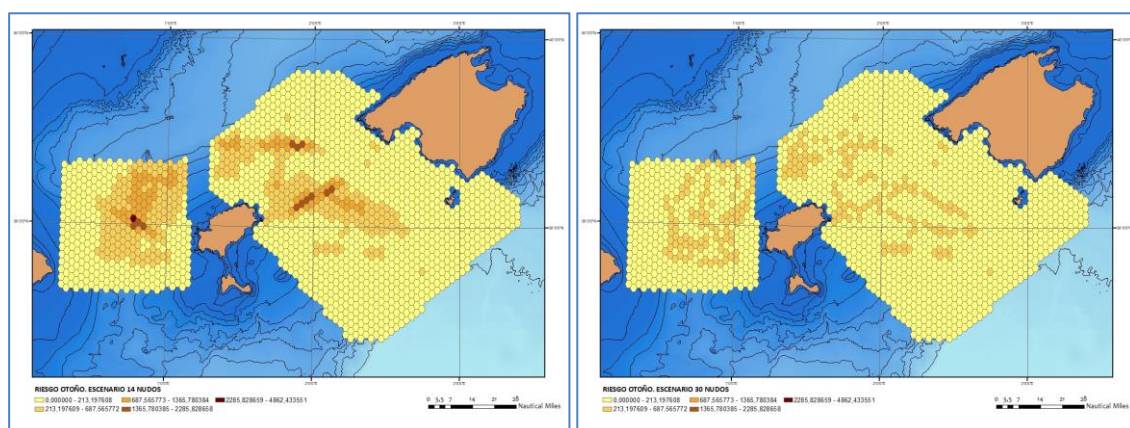 RIESGO OTOÑO. ESCENARIO 14 NUDOS
0,000000 - 213,197608 687,565773 - 1365,780384 2285,828659 - 4862,433551
213,197609 - 687,565772 1365,780385 - 2285,828658
0 3,5 7 14 21 28
Nautical Miles
RIESGO OTOÑO. ESCENARIO 30 NUDOS
0,000000 - 213,197608 687,565773 - 1365,780384 2285,828659 - 4862,433551
213,197609 - 687,565772 1365,780385 - 2285,828658
0 3,5 7 14 21 28
Nautical Miles